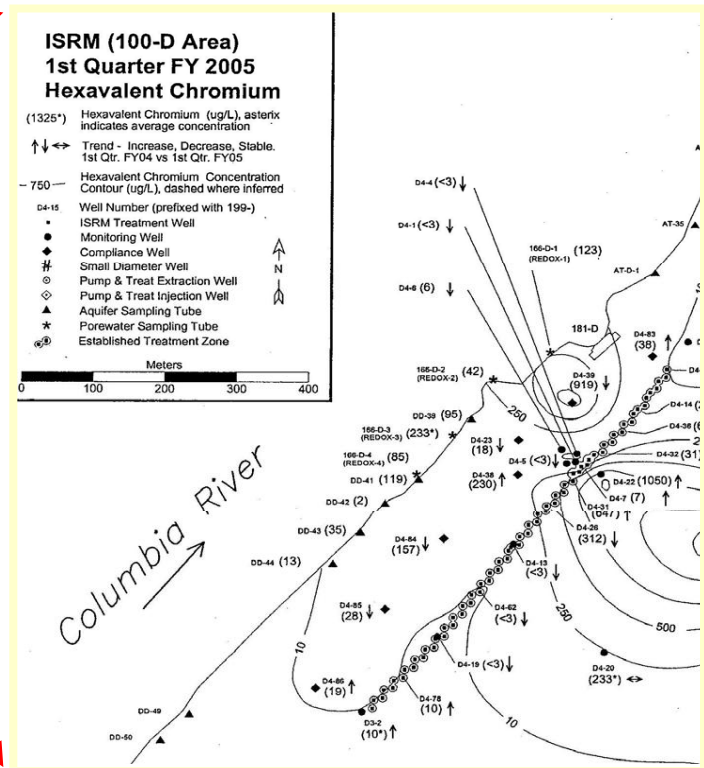 ISRM (100-D Area)
1st Quarter FY 2005
Hexavalent Chromium
(1325*) Hexavalent Chromium (ug/L), asterix
indicates average concentration
↑↓↔ Trend - Increase, Decrease, Stable.
1st Qtr. FY04 vs 1st Qtr. FY05
750 Hexavalent Chromium Concentration
Contour (ug/L), dashed where inferred
D4-15 Well Number (prefixed with 199-)
ISRM Treatment Well
Monitoring Well
Compliance Well
Small Diameter Well
Pump & Treat Extraction Well
Pump & Treat Injection Well
Aquifer Sampling Tube
Porewater Sampling Tube
Established Treatment Zone
N
Meters
0 100 200 300 400
D4-4 (<3) ↓
D4-1 (<3) ↓
D4-6 (6) ↓
166-D-1 (123)
(REDOX-1)
AT-35
AT-D-1
181-D
D4-83
(38) ↑
166-D-2 (42)
(REDOX-2)
D4-39
(919) ↓
250
DD-39 (95)
166-D-3 (233*)
(REDOX-3)
D4-14
D4-36
D4-23
(18) ↓
D4-5 (<3) ↓
D4-32 (31)
166-D-4 (85)
(REDOX-4)
DD-41 (119)
D4-38
(230) ↑
D4-22 (1050) ↑
D4-7 (7) ↑
D4-31
(647) ↑
DD-42 (2)
D4-26
(312) ↓
DD-43 (35)
D4-84
(157) ↓
DD-44 (13)
D4-13
(<3) ↓
250
500
Columbia River
D4-85
(28) ↓
D4-62
(<3) ↓
10
D4-19 (<3) ↓
D4-20
(233*) ↔
D4-86
(19) ↑
D4-78
(10) ↑
10
DD-49
D3-2
(10*) ↑
DD-50